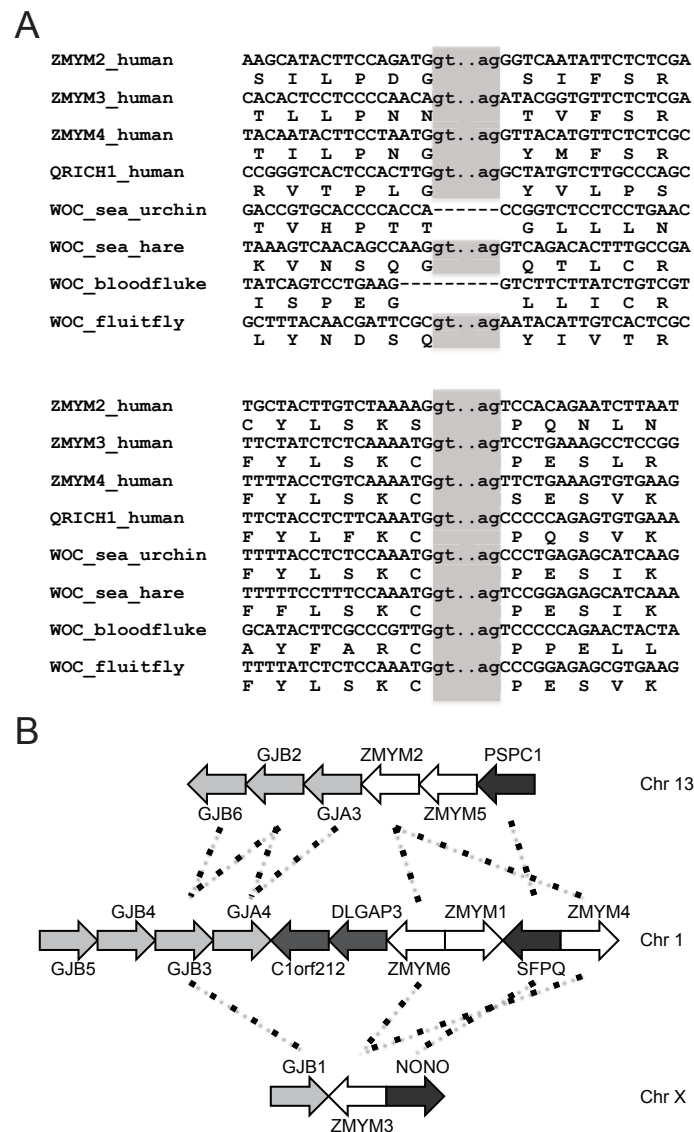 A
ZMYM2_human AAGCATACTTCCAGATGgt..agGGTCAATATTCTCTCGA
S I L P D G S I F S R
ZMYM3_human CACACTCCTCCCCAACAgt..agATACGGTGTTCTCTCGA
T L L P N N T V F S R
ZMYM4_human TACAATACTTCCTAATGgt..agGTTACATGTTCTCTCGC
T I L P N G Y M F S R
QRICH1_human CCGGGTCACTCCACTTGgt..agGCTATGTCTTGCCCAGC
R V T P L G Y V L P S
WOC_sea_urchin GACCGTGCACCCCACCA------CCGGTCTCCTCCTGAAC
T V H P T T G L L L N
WOC_sea_hare TAAAGTCAACAGCCAAGgt..agGTCAGACACTTTGCCGA
K V N S Q G Q T L C R
WOC_bloodfluke TATCAGTCCTGAAG---------GTCTTCTTATCTGTCGT
I S P E G L L I C R
WOC_fluitfly GCTTTACAACGATTCGCgt..agAATACATTGTCACTCGC
L Y N D S Q Y I V T R
ZMYM2_human TGCTACTTGTCTAAAAGgt..agTCCACAGAATCTTAAT
C Y L S K S P Q N L N
ZMYM3_human TTCTATCTCTCAAAATGgt..agTCCTGAAAGCCTCCGG
F Y L S K C P E S L R
ZMYM4_human TTTTACCTGTCAAAATGgt..agTTCTGAAAGTGTGAAG
F Y L S K C S E S V K
QRICH1_human TTCTACCTCTTCAAATGgt..agCCCCCAGAGTGTGAAA
F Y L F K C P Q S V K
WOC_sea_urchin TTTTACCTCTCCAAATGgt..agCCCTGAGAGCATCAAG
F Y L S K C P E S I K
WOC_sea_hare TTTTTCCTTTCCAAATGgt..agTCCGGAGAGCATCAAA
F F L S K C P E S I K
WOC_bloodfluke GCATACTTCGCCCGTTGgt..agTCCCCCAGAACTACTA
A Y F A R C P P E L L
WOC_fluitfly TTTTATCTCTCCAAATGgt..agCCCGGAGAGCGTGAAG
F Y L S K C P E S V K
B
GJB2 ZMYM2 PSPC1
Chr 13
GJB6 GJA3 ZMYM5
GJB4 GJA4 DLGAP3 ZMYM1 ZMYM4
Chr 1
GJB5 GJB3 C1orf212 ZMYM6 SFPQ
GJB1 NONO
Chr X
ZMYM3